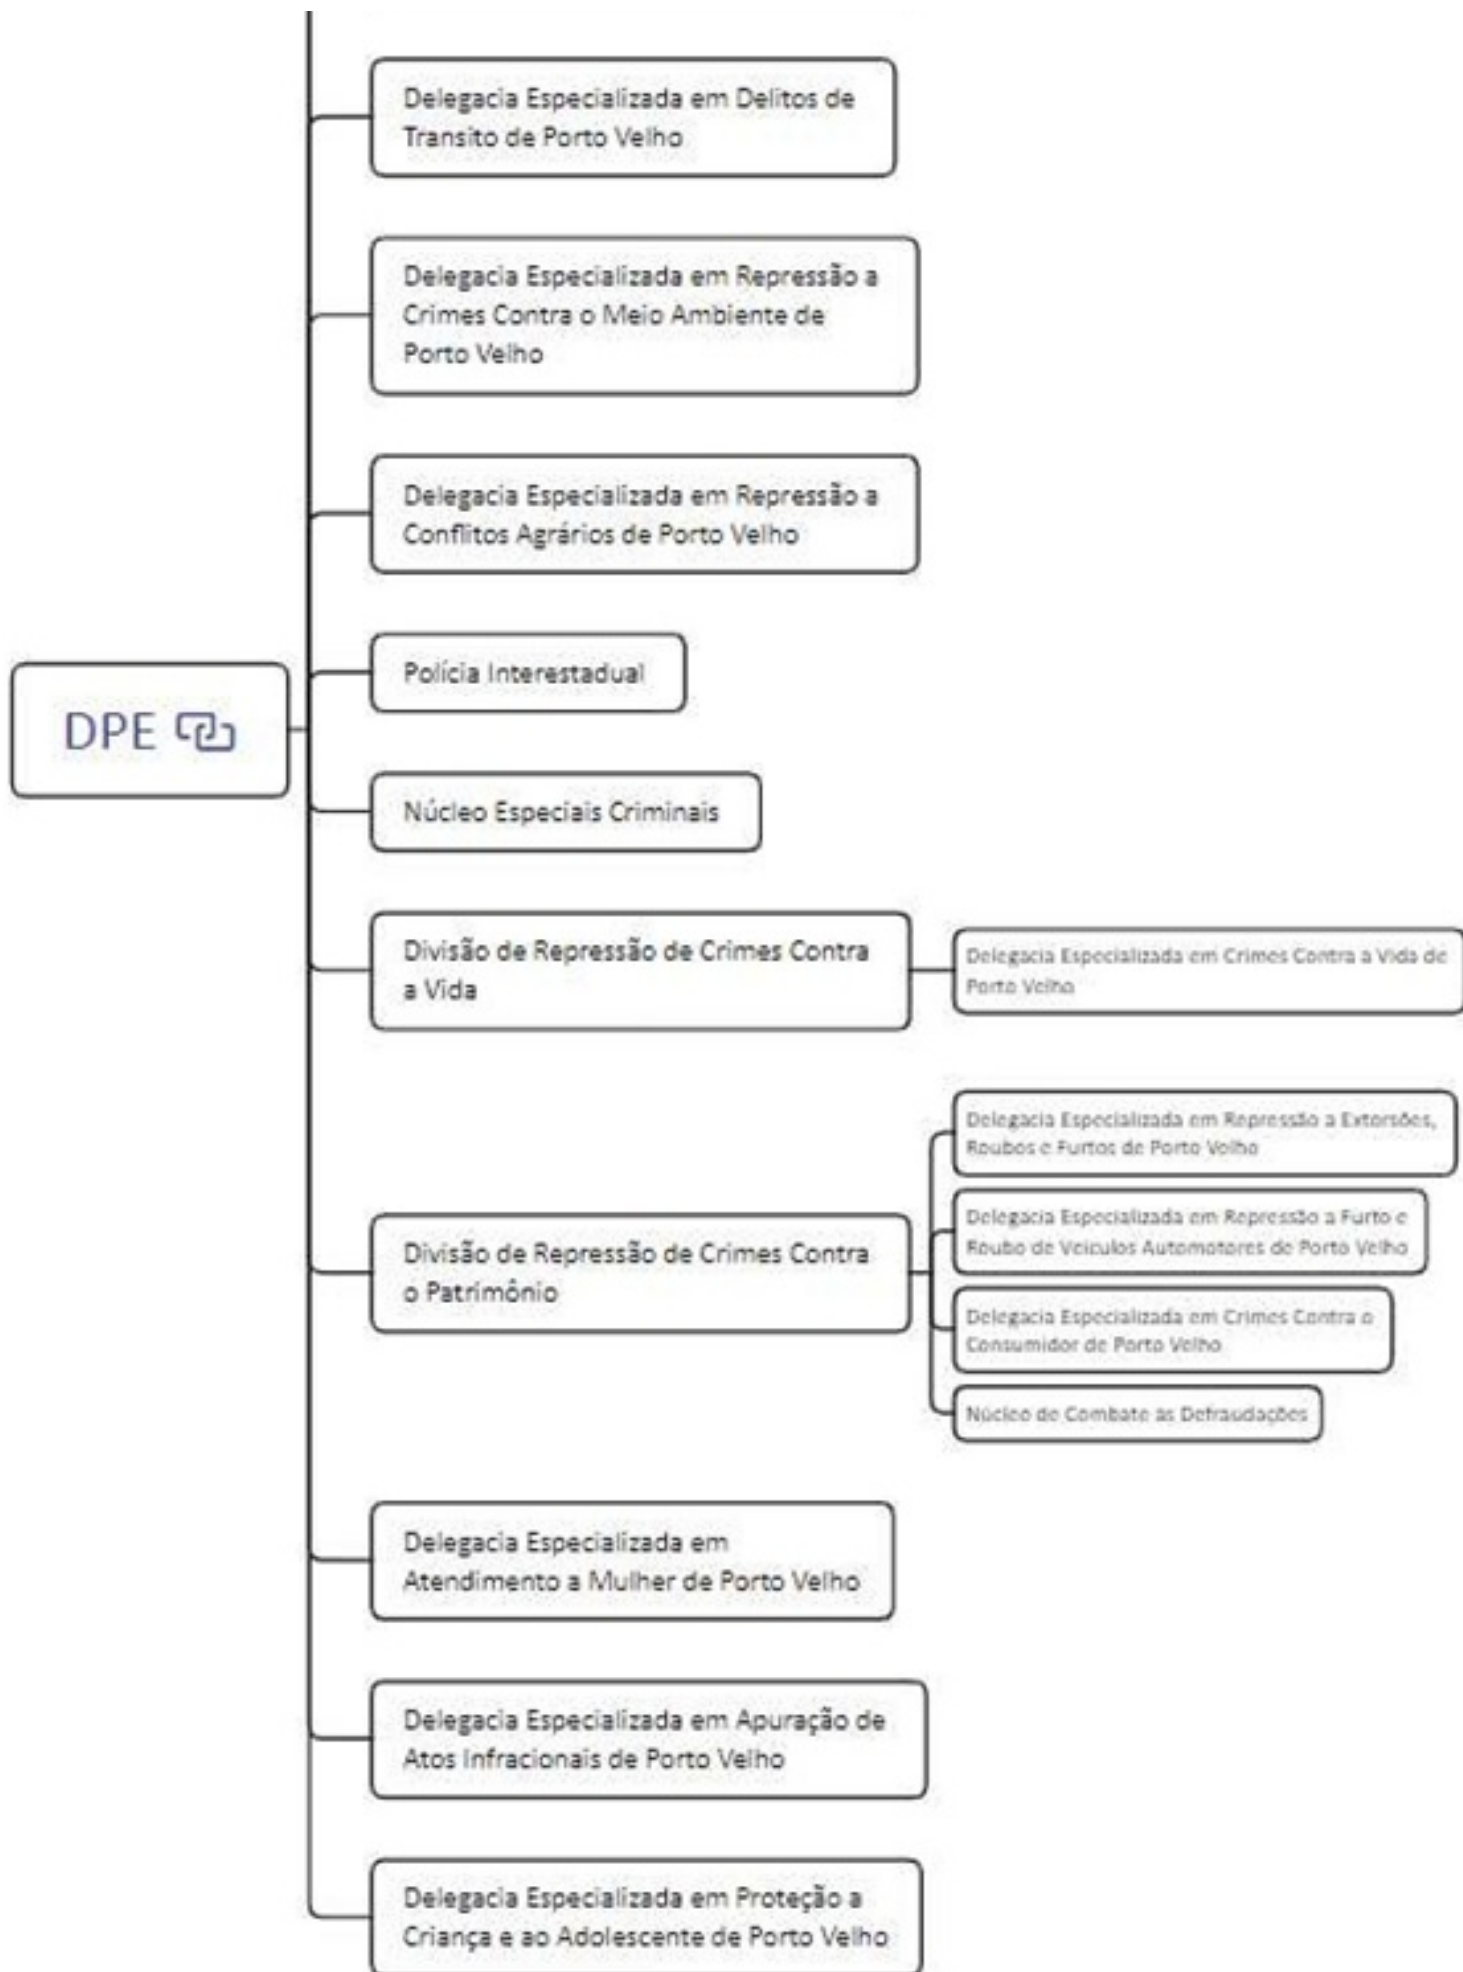 Delegacia Especializada em Delitos de
Transito de Porto Velho
Delegacia Especializada em Repressão a
Crimes Contra o Meio Ambiente de
Porto Velho
Delegacia Especializada em Repressão a
Conflitos Agrários de Porto Velho
Polícia Interestadual
DPE
Núcleo Especiais Criminais
Divisão de Repressão de Crimes Contra
a Vida
Delegacia Especializada em Crimes Contra a Vida de
Porto Velho
Divisão de Repressão de Crimes Contra
o Patrimônio
Delegacia Especializada em Repressão a Extorsões,
Roubos e Furtos de Porto Velho
Delegacia Especializada em Repressão a Furto e
Roubo de Veículos Automotores de Porto Velho
Delegacia Especializada em Crimes Contra o
Consumidor de Porto Velho
Núcleo de Combate as Defraudações
Delegacia Especializada em
Atendimento a Mulher de Porto Velho
Delegacia Especializada em Apuração de
Atos Infracionais de Porto Velho
Delegacia Especializada em Proteção a
Criança e ao Adolescente de Porto Velho